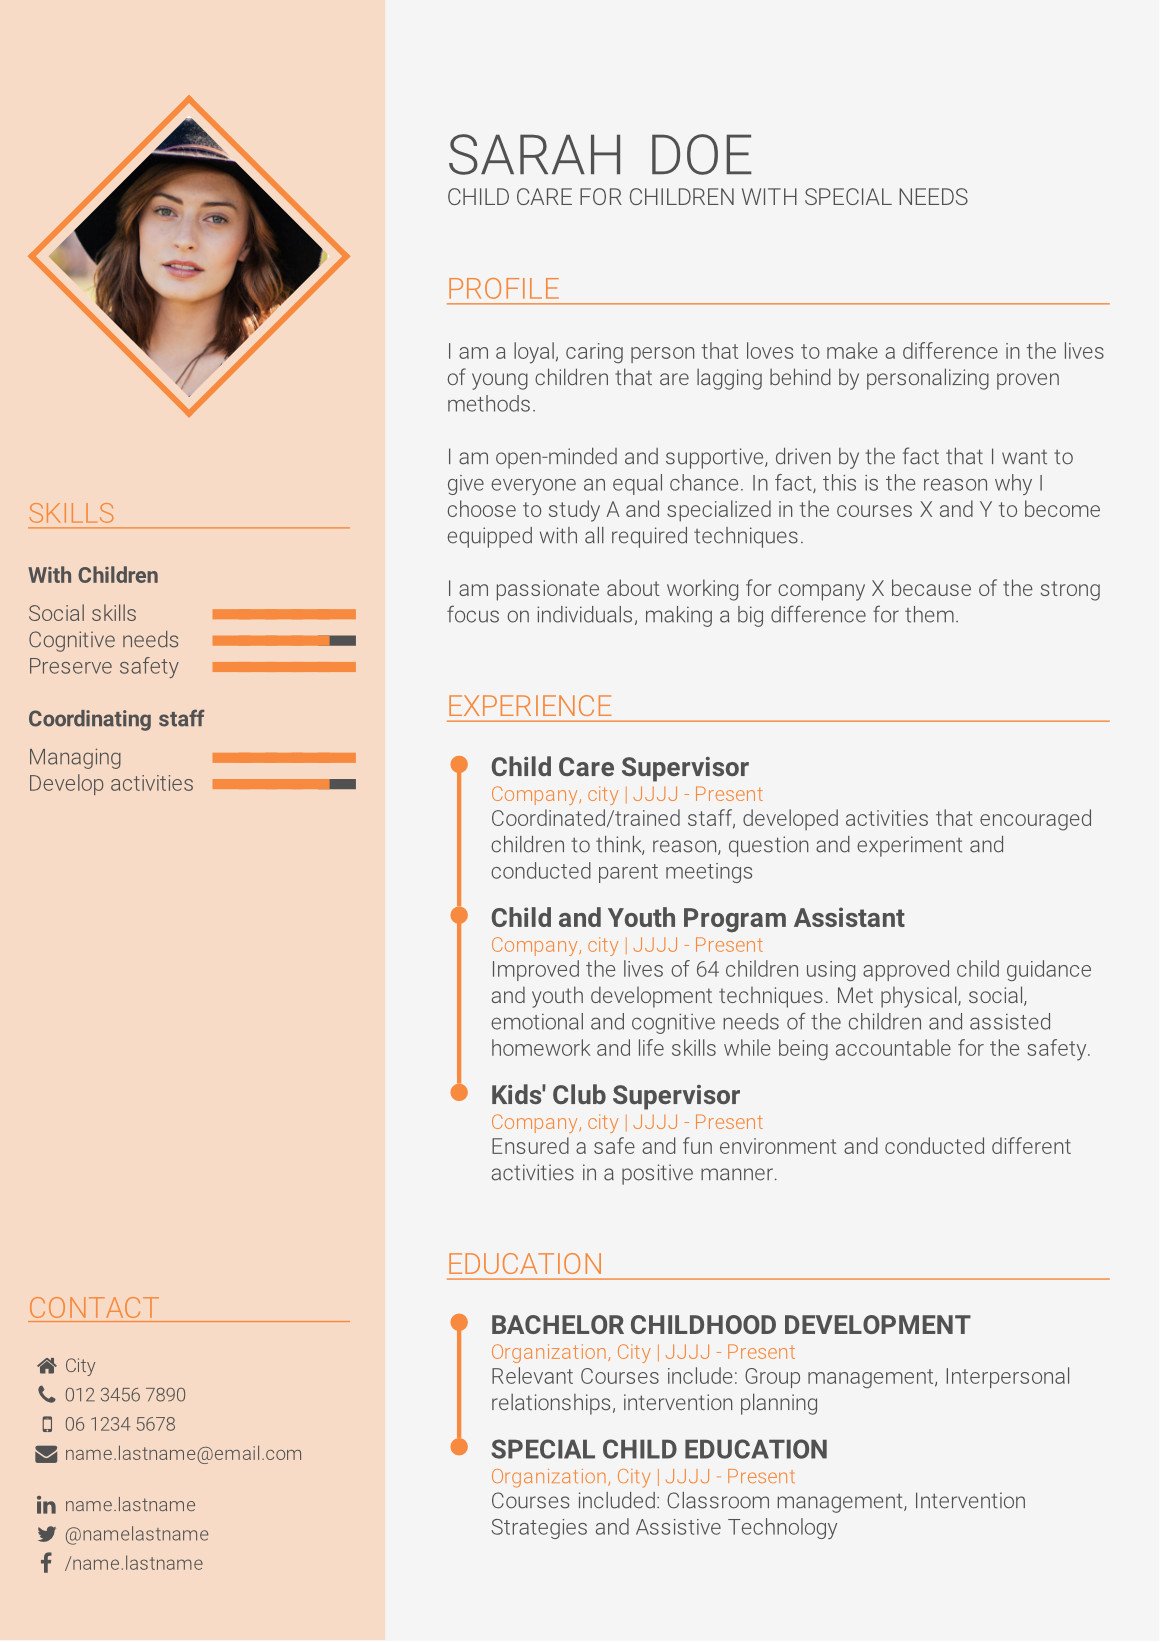 SARAH DOE
CHILD CARE FOR CHILDREN WITH SPECIAL NEEDS
PROFILE
I am a loyal, caring person that loves to make a difference in the lives
of young children that are lagging behind by personalizing proven
methods.
I am open-minded and supportive, driven by the fact that I want to
give everyone an equal chance. In fact, this is the reason why I
choose to study A and specialized in the courses X and Y to become
equipped with all required techniques.
I am passionate about working for company X because of the strong
focus on individuals, making a big difference for them.
EXPERIENCE
Child Care Supervisor
Company, city | JJJJ - Present
Coordinated/trained staff, developed activities that encouraged
children to think, reason, question and experiment and
conducted parent meetings
Child and Youth Program Assistant
Company, city | JJJJ - Present
Improved the lives of 64 children using approved child guidance
and youth development techniques. Met physical, social,
emotional and cognitive needs of the children and assisted
homework and life skills while being accountable for the safety.
Kids' Club Supervisor
Company, city | JJJJ - Present
Ensured a safe and fun environment and conducted different
activities in a positive manner.
EDUCATION
BACHELOR CHILDHOOD DEVELOPMENT
Organization, City | JJJJ - Present
Relevant Courses include: Group management, Interpersonal
relationships, intervention planning
SPECIAL CHILD EDUCATION
Organization, City | JJJJ - Present
Courses included: Classroom management, Intervention
Strategies and Assistive Technology
SKILLS
With Children
Social skills
Cognitive needs
Preserve safety
Coordinating staff
Managing
Develop activities
CONTACT
City
012 3456 7890
06 1234 5678
name.lastname@email.com
name.lastname
@namelastname
/name.lastname